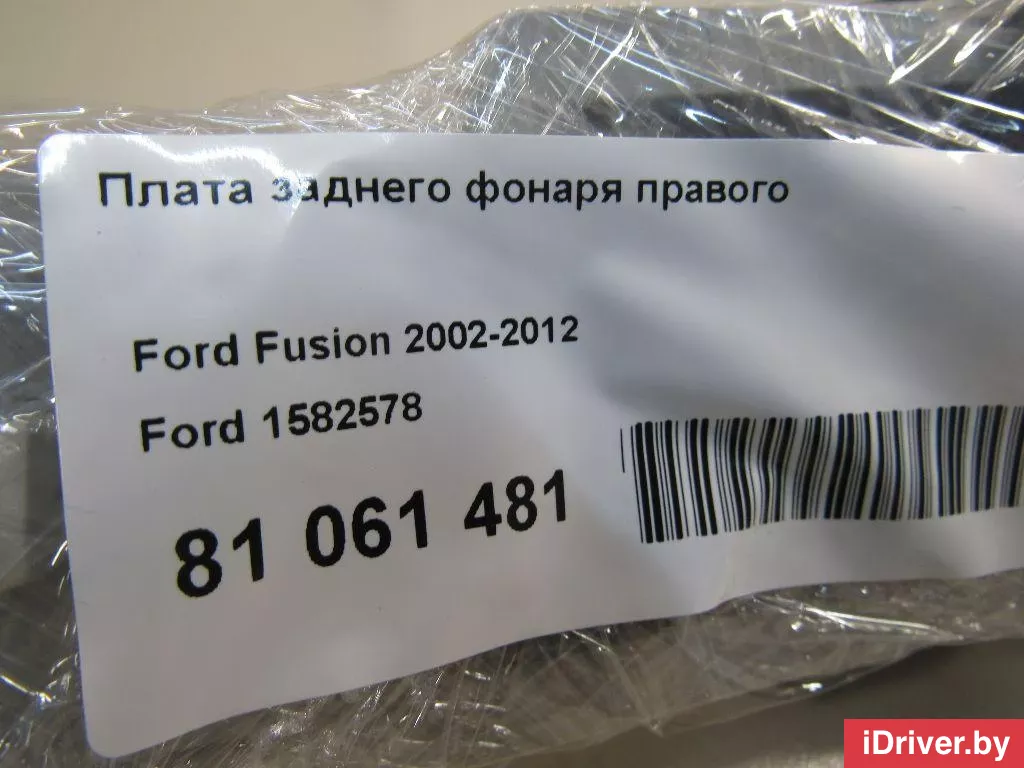 Плата заднего фонаря правого
Ford Fusion 2002-2012
Ford 1582578
81 061 481
iDriver.by